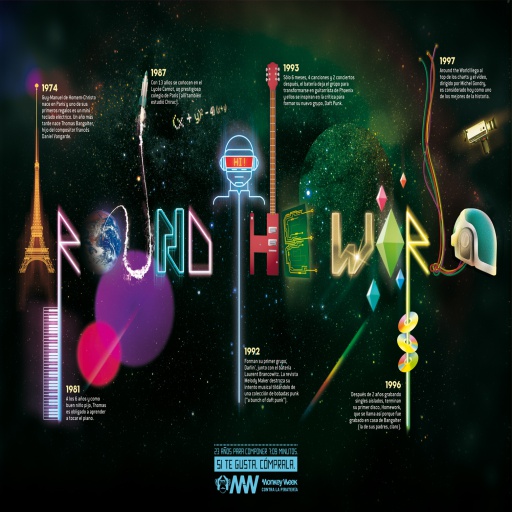 1974
Guy-Manuel de Homem-Christo
nace en París y uno de sus
primeros regalos es un mini
teclado eléctrico. Un año más
tarde nace Thomas Bangalter,
hijo del compositor francés
Daniel Vangarde.
1987
Con 13 años se conocen en el
Lycée Carnot, un prestigioso
colegio de París (allí también
estudió Chirac).
1993
Sólo 6 meses, 4 canciones y 2 conciertos
después, el batería deja el grupo para
transformarse en guitarrista de Phoenix
y ellos se inspiran en la crítica para
formar su nuevo grupo, Daft Punk.
1997
Around the World llega al
top de los charts y el vídeo,
dirigido por Michel Gondry,
es considerado hoy como uno
de los mejores de la historia.
HI!
AROUND THE WORLD
1981
A los 6 años y como
buen niño pijo, Thomas
es obligado a aprender
a tocar el piano.
1992
Forman su primer grupo,
Darlin', junto con el batería
Laurent Brancowitz. La revista
Melody Maker destroza su
intento musical tildándolo de
una colección de bobadas punk
("a bunch of daft punk").
1996
Después de 2 años grabando
singles aislados, terminan
su primer disco, Homework,
que se llama así porque fue
grabado en casa de Bangalter
(la de sus padres, claro).
23 AÑOS PARA COMPONER 7:09 MINUTOS
SI TE GUSTA, CÓMPRALA.
MW Monkey Week
CONTRA LA PIRATERÍA